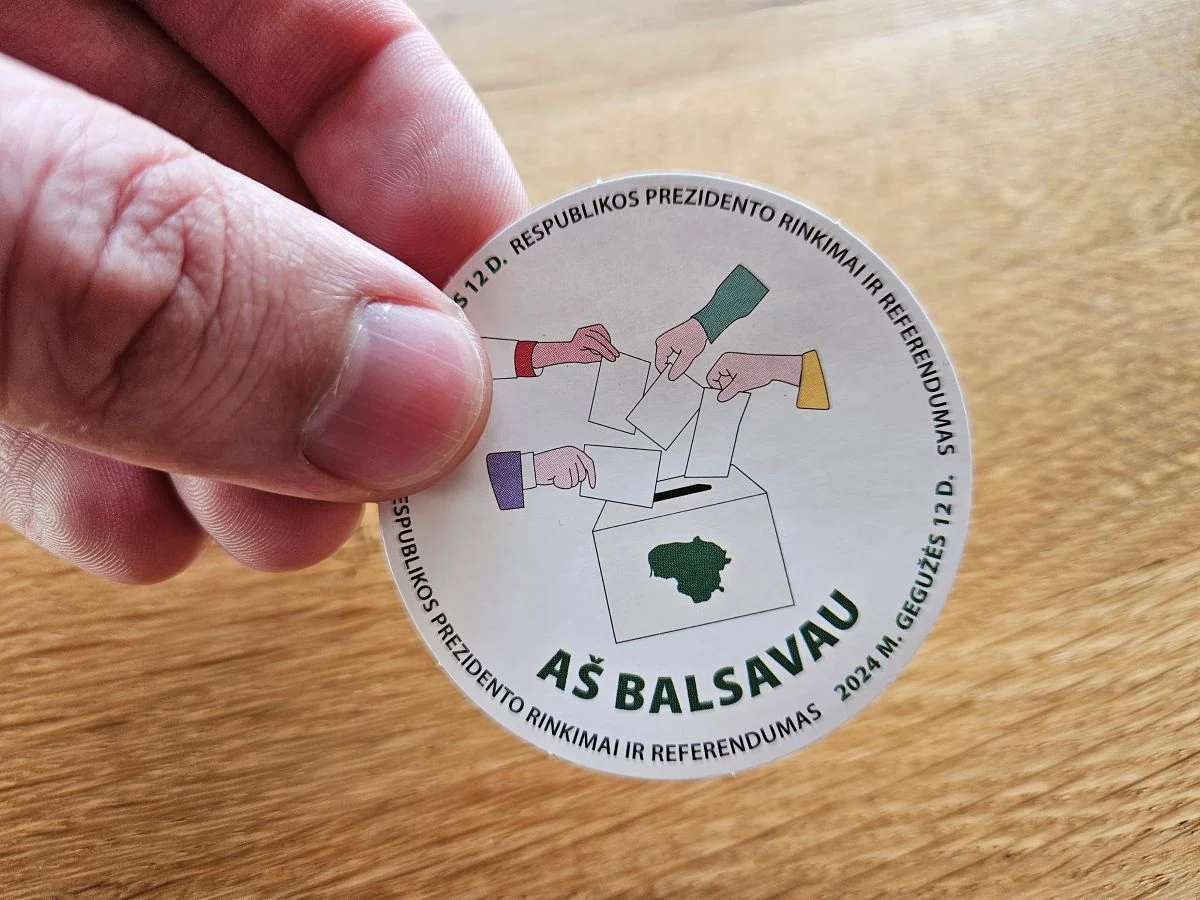 S 12 D. RESPUBLIKOS PREZIDENTO RINKIMAI IR REFERENDUMAS
2024 M. GEGUŽĖS 12 D.
ESPUBLIKOS PREZIDENTO RINKIMAI IR REFERENDUMAS
AŠ BALSAVAU